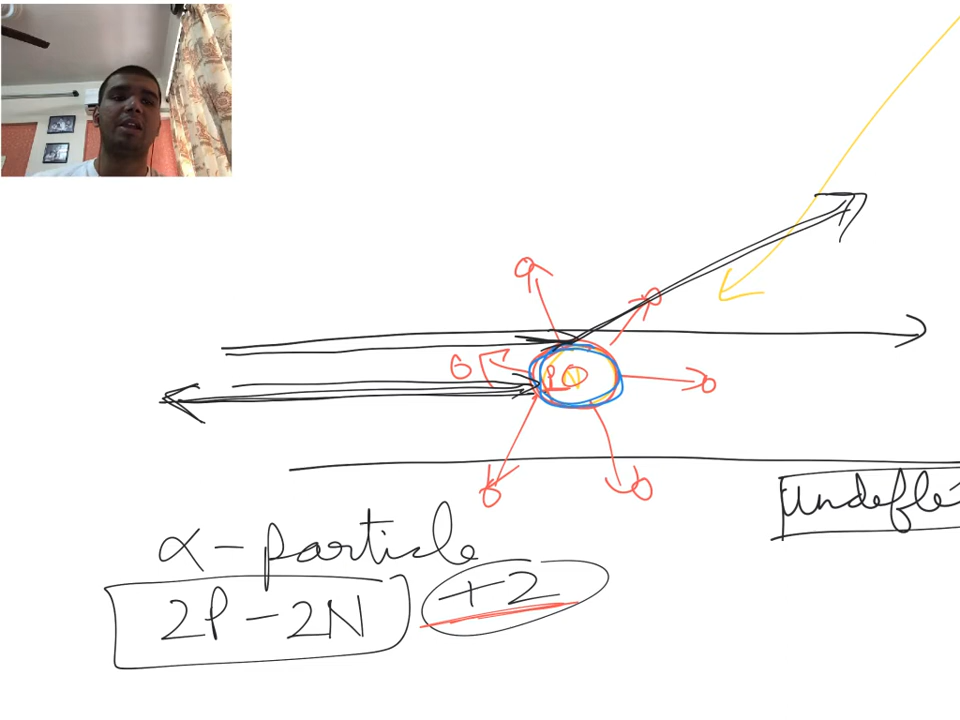 P N
undefle
α-particle
2P-2N +2